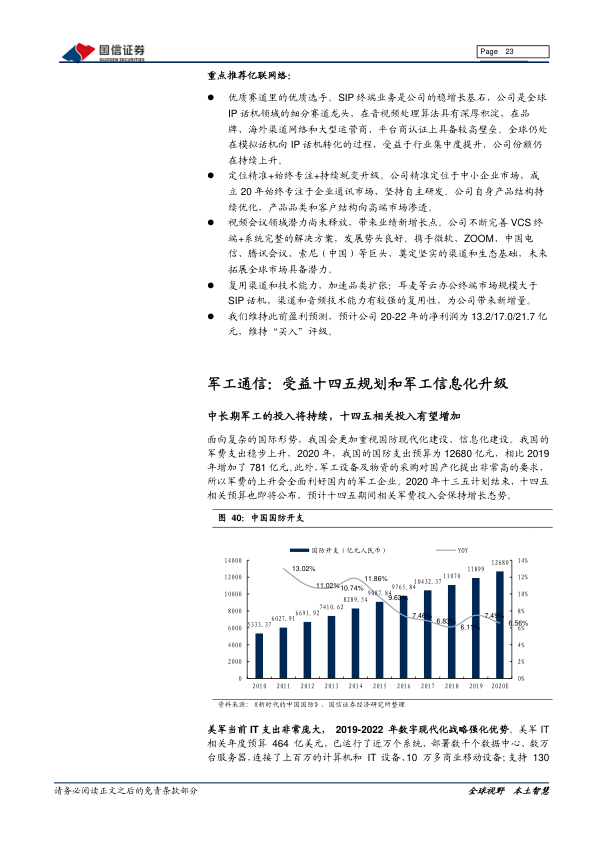 国信证券
GUOSEN SECURITIES
Page 23
重点推荐亿联网络：
● 优质赛道里的优质选手。SIP 终端业务是公司的稳增长基石，公司是全球
IP 话机领域的细分赛道龙头，在音视频处理算法具有深厚积淀，在品
牌、海外渠道网络和大型运营商、平台商认证上具备较高壁垒。全球仍处
在模拟话机向 IP 话机转化的过程，受益于行业集中度提升，公司份额仍
在持续上升。
● 定位精准+始终专注+持续蜕变升级。公司精准定位于中小企业市场，成
立 20 年始终专注于企业通讯市场，坚持自主研发。公司自身产品结构持
续优化，产品品类和客户结构向高端市场渗透。
● 视频会议领域潜力尚未释放，带来业绩新增长点。公司不断完善 VCS 终
端+系统完整的解决方案，发展势头良好。携手微软、ZOOM、中国电
信、腾讯会议，索尼（中国）等巨头，奠定坚实的渠道和生态基础，未来
拓展全球市场具备潜力。
● 复用渠道和技术能力，加速品类扩张：耳麦等云办公终端市场规模大于
SIP 话机，渠道和音频技术能力有较强的复用性，为公司带来新增量。
● 我们维持此前盈利预测，预计公司 20-22 年的净利润为 13.2/17.0/21.7 亿
元，维持“买入”评级。
军工通信：受益十四五规划和军工信息化升级
中长期军工的投入将持续，十四五相关投入有望增加
面向复杂的国际形势，我国会更加重视国防现代化建设、信息化建设。我国的
军费支出稳步上升，2020 年，我国的国防支出预算为 12680 亿元，相比 2019
年增加了 781 亿元。此外，军工设备及物资的采购对国产化提出非常高的要求，
所以军费的上升会全面利好国内的军工企业。2020 年十三五计划结束，十四五
相关预算也即将公布，预计十四五期间相关军费投入会保持增长态势。
图 40：中国国防开支
国防开支（亿元人民币） YOY
14000 12000 10000 8000 6000 4000 2000 0
5333.37 6027.91 6691.92 7410.62 8289.54 9087.84 9765.84 10432.37 11070 11899 12680
13.02% 11.02% 10.74% 11.86% 9.63% 7.46% 6.83% 6.11% 7.49% 6.56%
14% 12% 10% 8% 6% 4% 2% 0%
2010 2011 2012 2013 2014 2015 2016 2017 2018 2019 2020E
资料来源：《新时代的中国国防》，国信证券经济研究所整理
美军当前 IT 支出非常庞大， 2019-2022 年数字现代化战略强化优势。美军 IT
相关年度预算 464 亿美元，已运行了近万个系统，部署数千个数据中心、数万
台服务器，连接了上百万的计算机和 IT 设备，10 万多商业移动设备；支持 130
请务必阅读正文之后的免责条款部分
全球视野 本土智慧